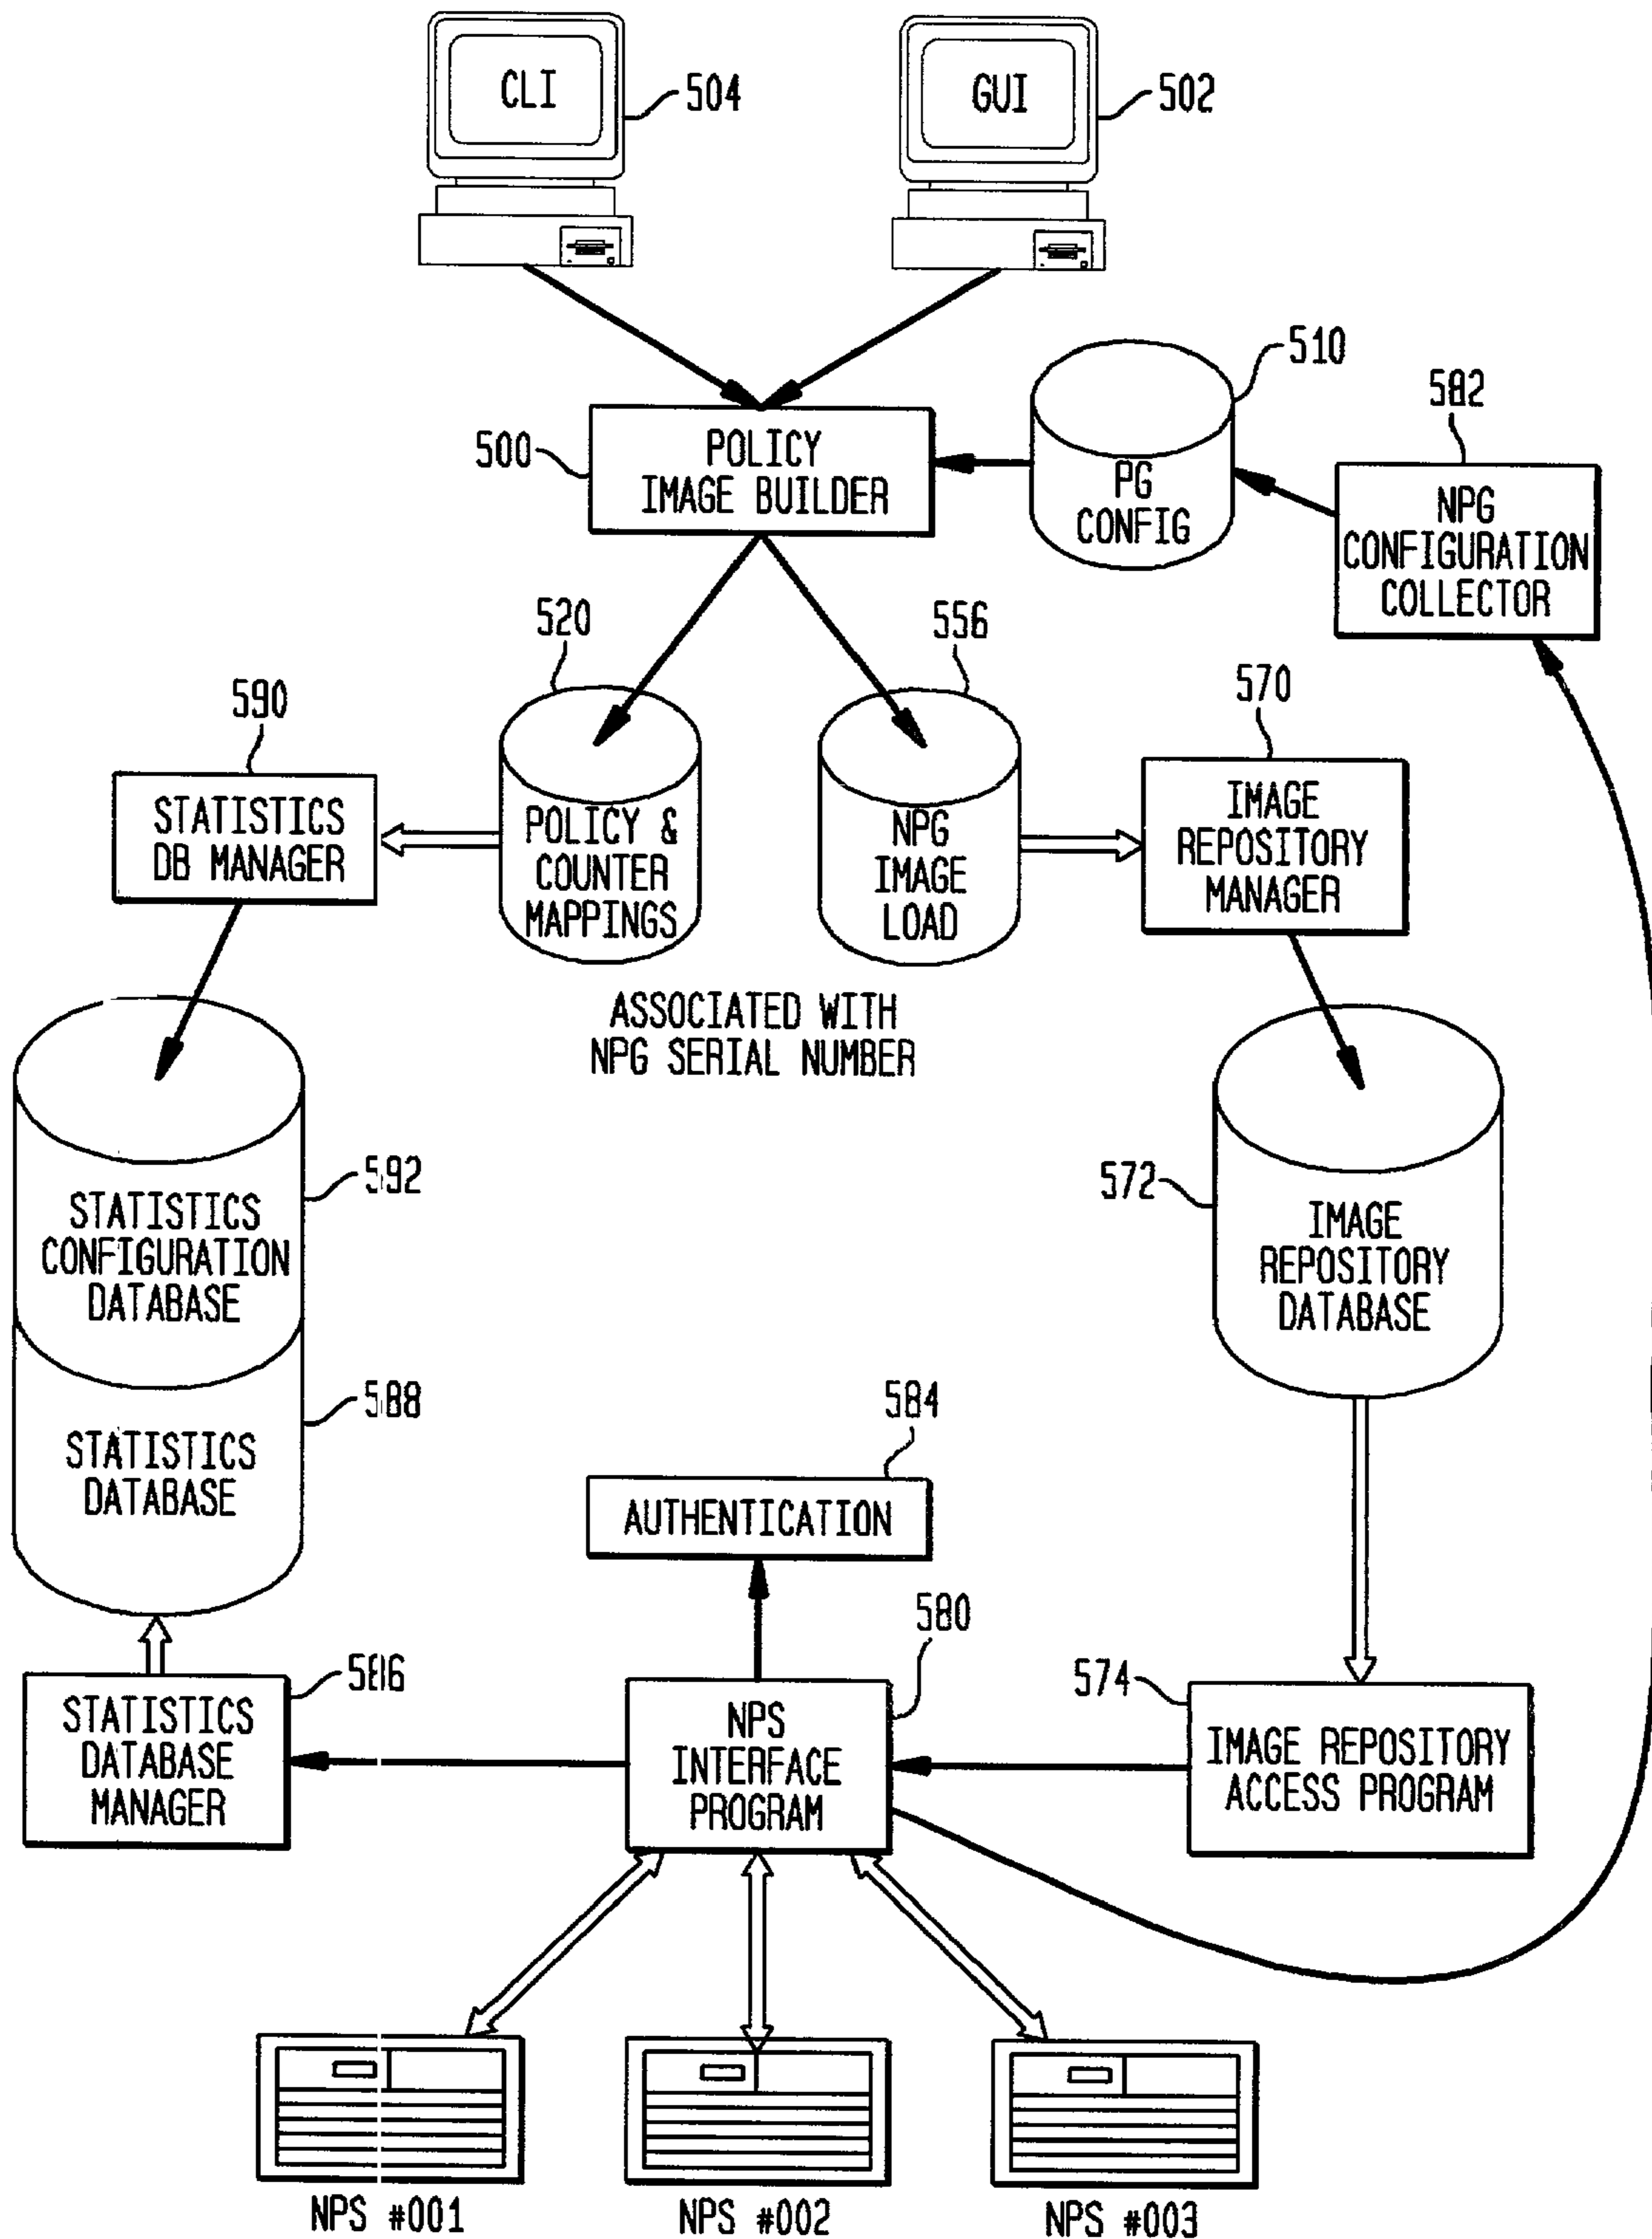 CLI
504
GUI
502
510
582
500
POLICY
IMAGE BUILDER
PG
CONFIG
NPG
CONFIGURATION
COLLECTOR
520
556
590
570
STATISTICS
DB MANAGER
POLICY &
COUNTER
MAPPINGS
NPG
IMAGE
LOAD
IMAGE
REPOSITORY
MANAGER
ASSOCIATED WITH
NPG SERIAL NUMBER
592
STATISTICS
CONFIGURATION
DATABASE
572
IMAGE
REPOSITORY
DATABASE
588
STATISTICS
DATABASE
584
AUTHENTICATION
580
586
STATISTICS
DATABASE
MANAGER
NPS
INTERFACE
PROGRAM
574
IMAGE REPOSITORY
ACCESS PROGRAM
NPS #001
NPS #002
NPS #003